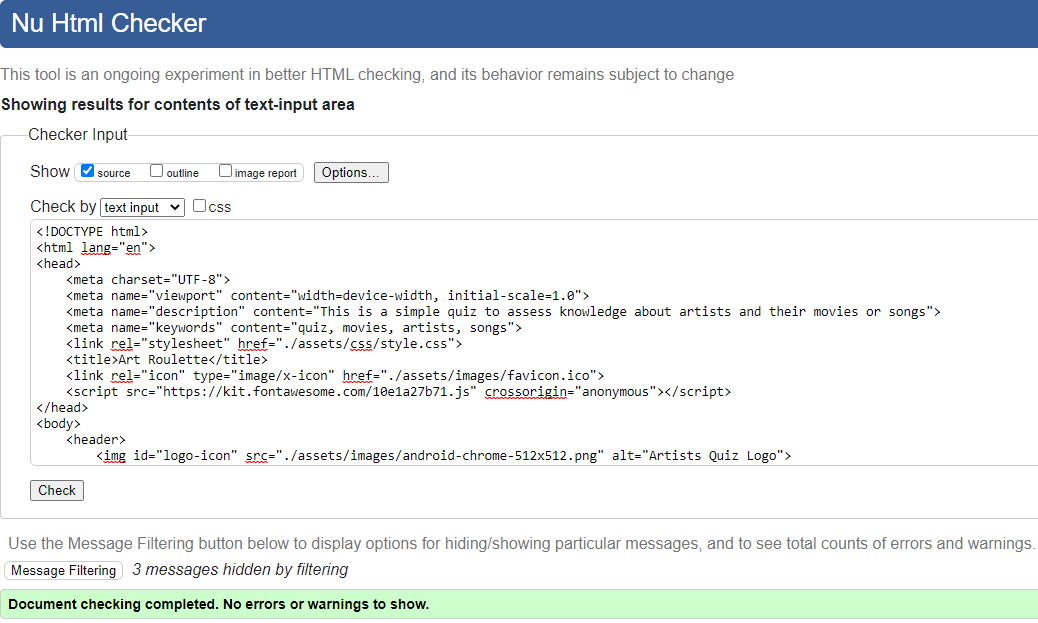 Nu Html Checker
This tool is an ongoing experiment in better HTML checking, and its behavior remains subject to change
Showing results for contents of text-input area
Checker Input
Show source outline image report Options...
Check by text input css
<!DOCTYPE html>
<html lang="en">
<head>
    <meta charset="UTF-8">
    <meta name="viewport" content="width=device-width, initial-scale=1.0">
    <meta name="description" content="This is a simple quiz to assess knowledge about artists and their movies or songs">
    <meta name="keywords" content="quiz, movies, artists, songs">
    <link rel="stylesheet" href="./assets/css/style.css">
    <title>Art Roulette</title>
    <link rel="icon" type="image/x-icon" href="./assets/images/favicon.ico">
    <script src="https://kit.fontawesome.com/10e1a27b71.js" crossorigin="anonymous"></script>
</head>
<body>
    <header>
        <img id="logo-icon" src="./assets/images/android-chrome-512x512.png" alt="Artists Quiz Logo">
Check
Use the Message Filtering button below to display options for hiding/showing particular messages, and to see total counts of errors and warnings.
Message Filtering 3 messages hidden by filtering
Document checking completed. No errors or warnings to show.